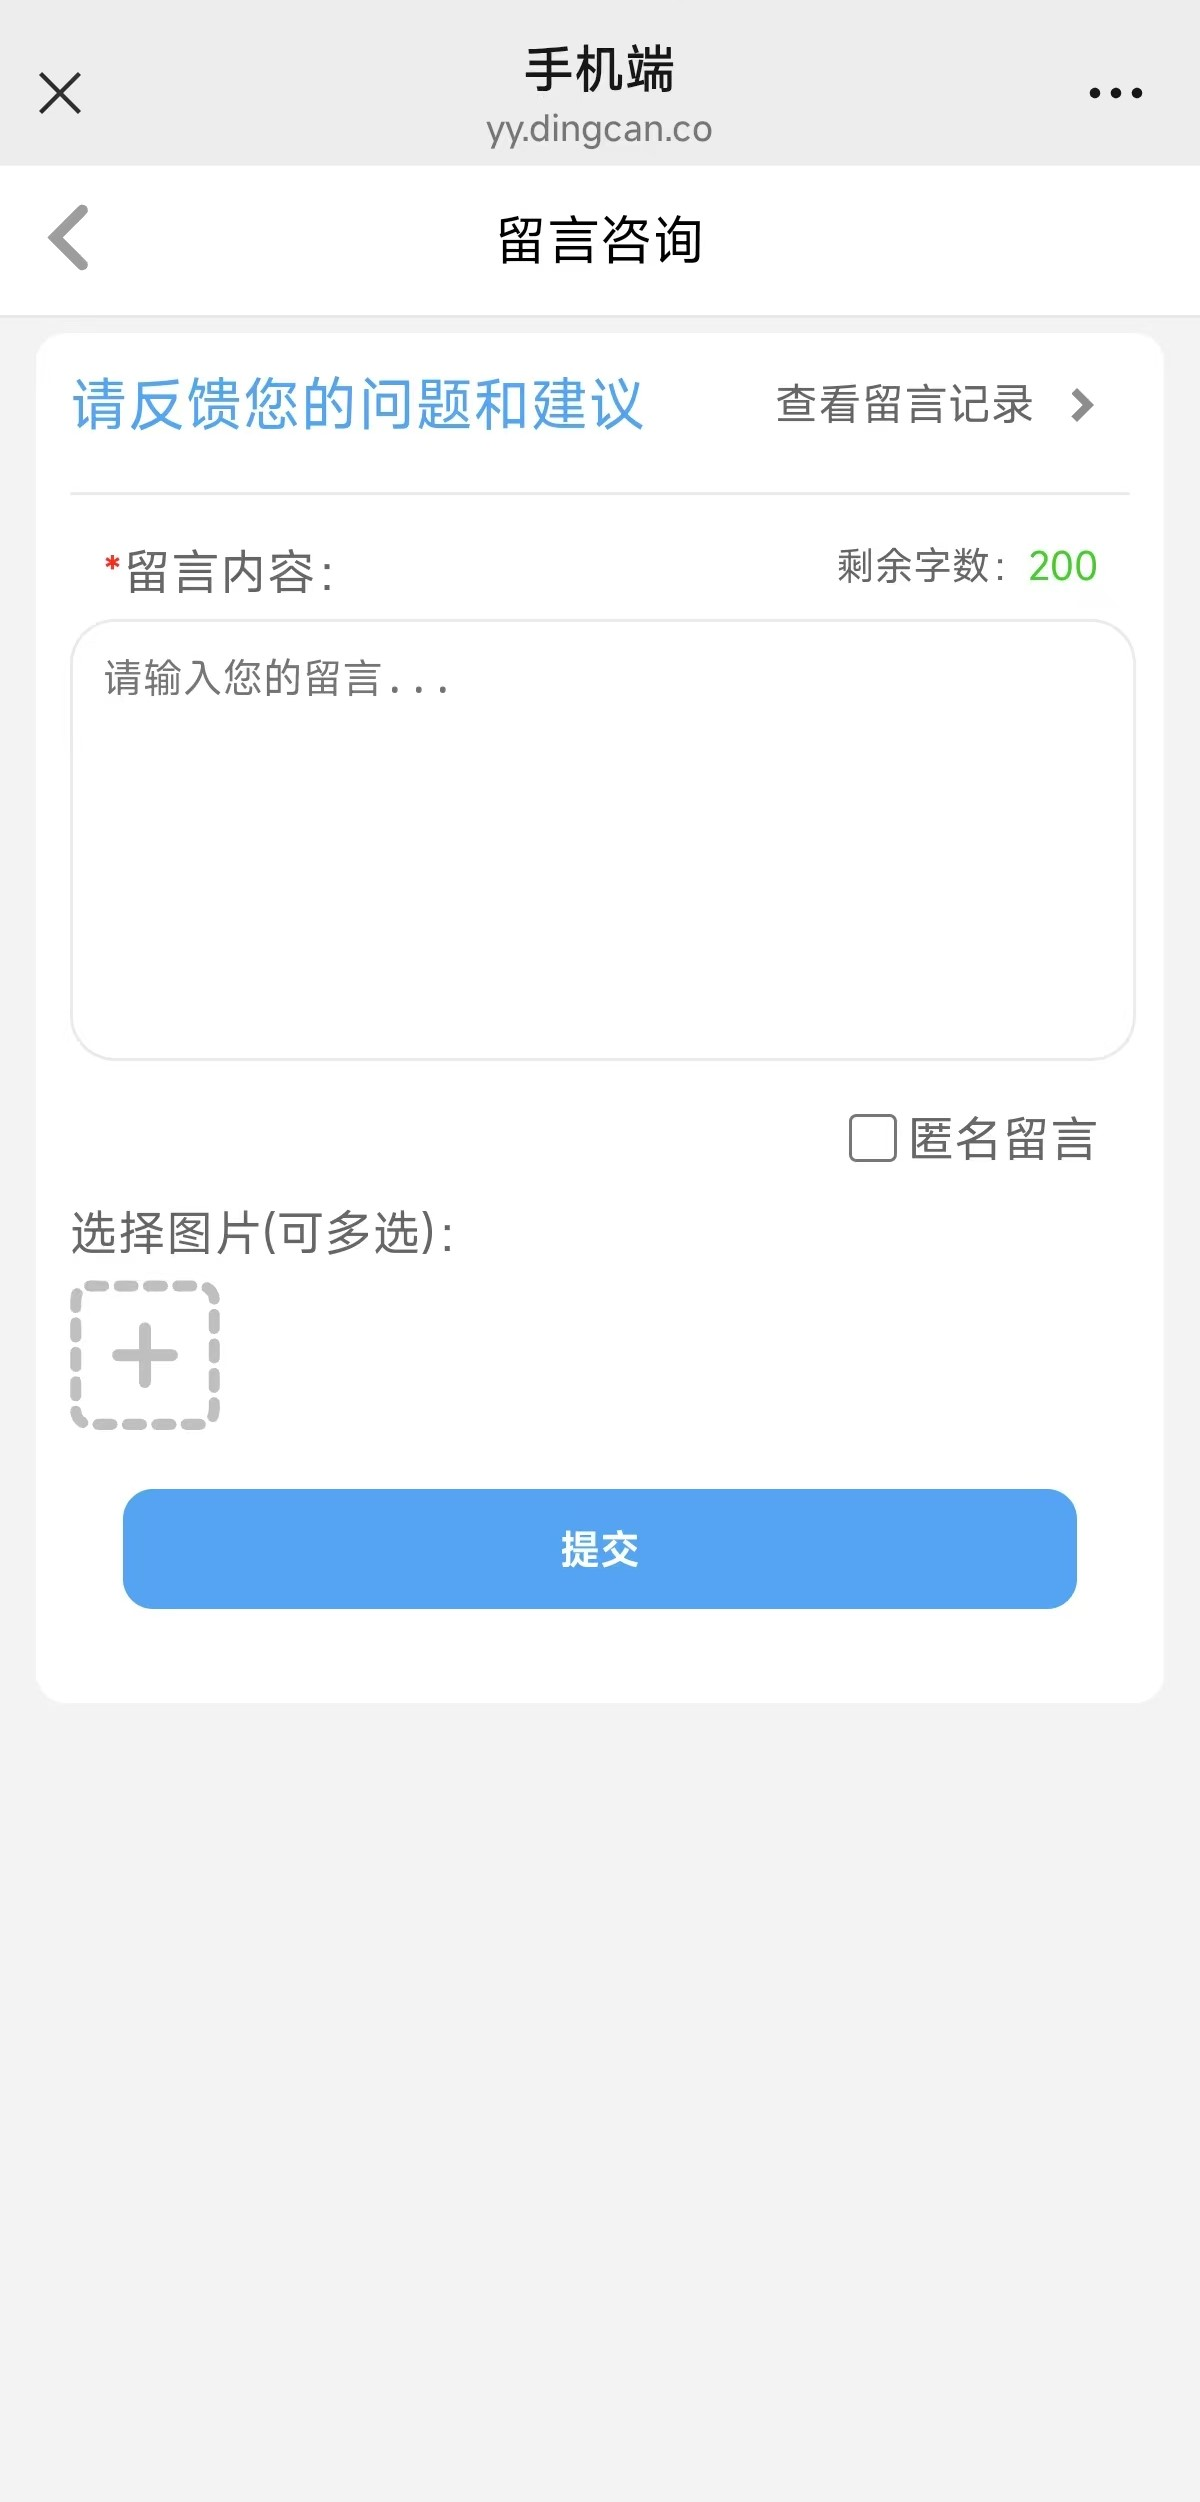 手机端
yy.dingcan.co
留言咨询
请反馈您的问题和建议 查看留言记录
*留言内容: 剩余字数: 200
请输入您的留言...
匿名留言
选择图片(可多选):
提交